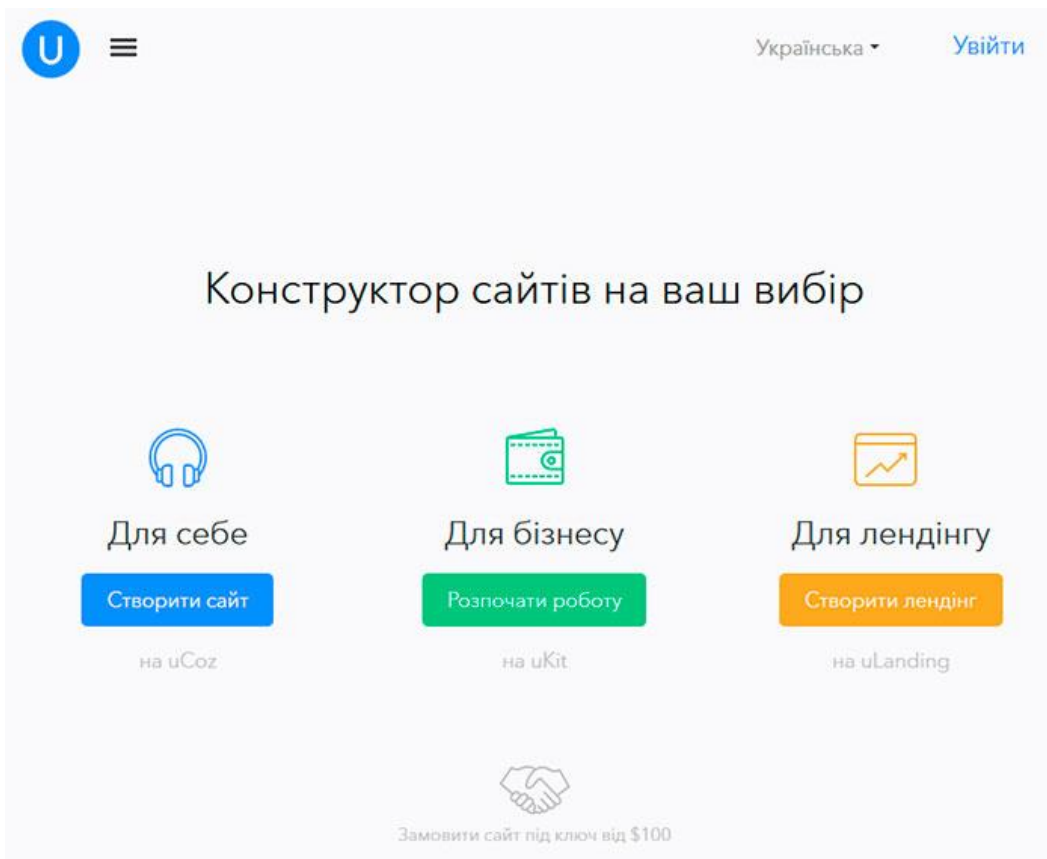 U
Українська
Увійти
Конструктор сайтів на ваш вибір
Для себе
Для бізнесу
Для лендінгу
Створити сайт
Розпочати роботу
Створити лендінг
на uCoz
на uKit
на uLanding
Замовити сайт під ключ від $100